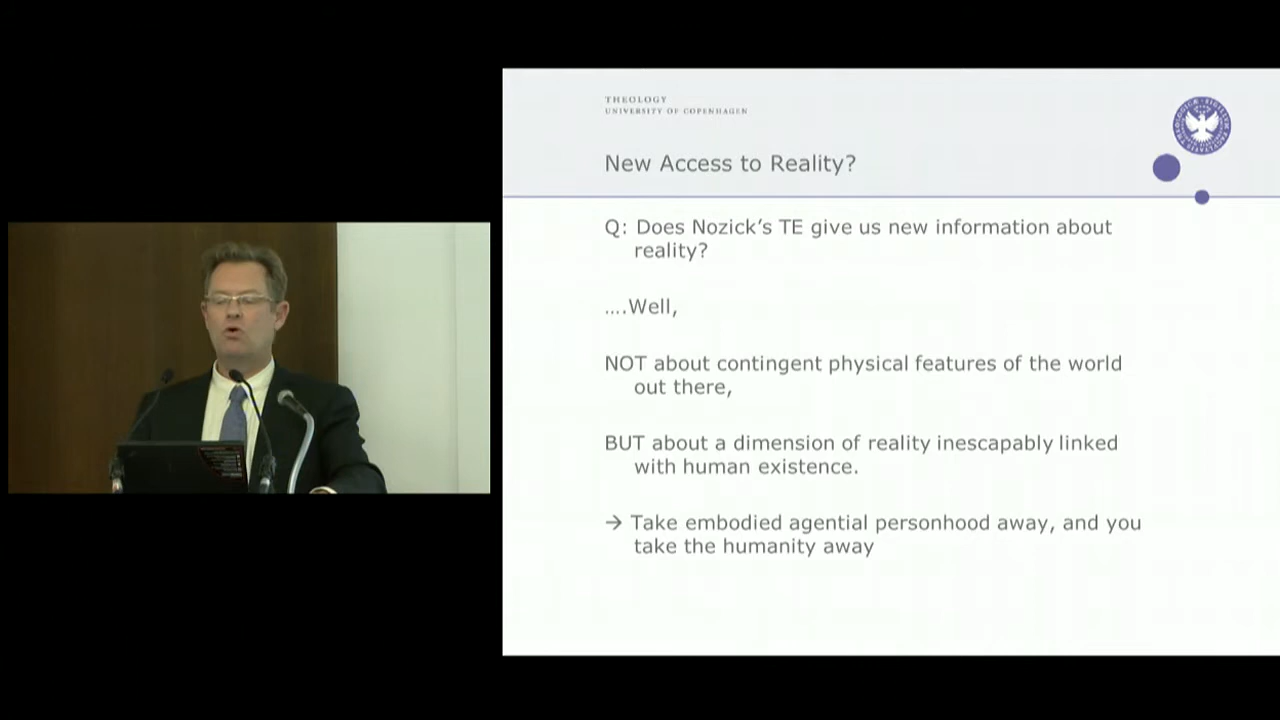 THEOLOGY
UNIVERSITY OF COPENHAGEN
New Access to Reality?
Q: Does Nozick's TE give us new information about
reality?
....Well,
NOT about contingent physical features of the world
out there,
BUT about a dimension of reality inescapably linked
with human existence.
→ Take embodied agential personhood away, and you
take the humanity away